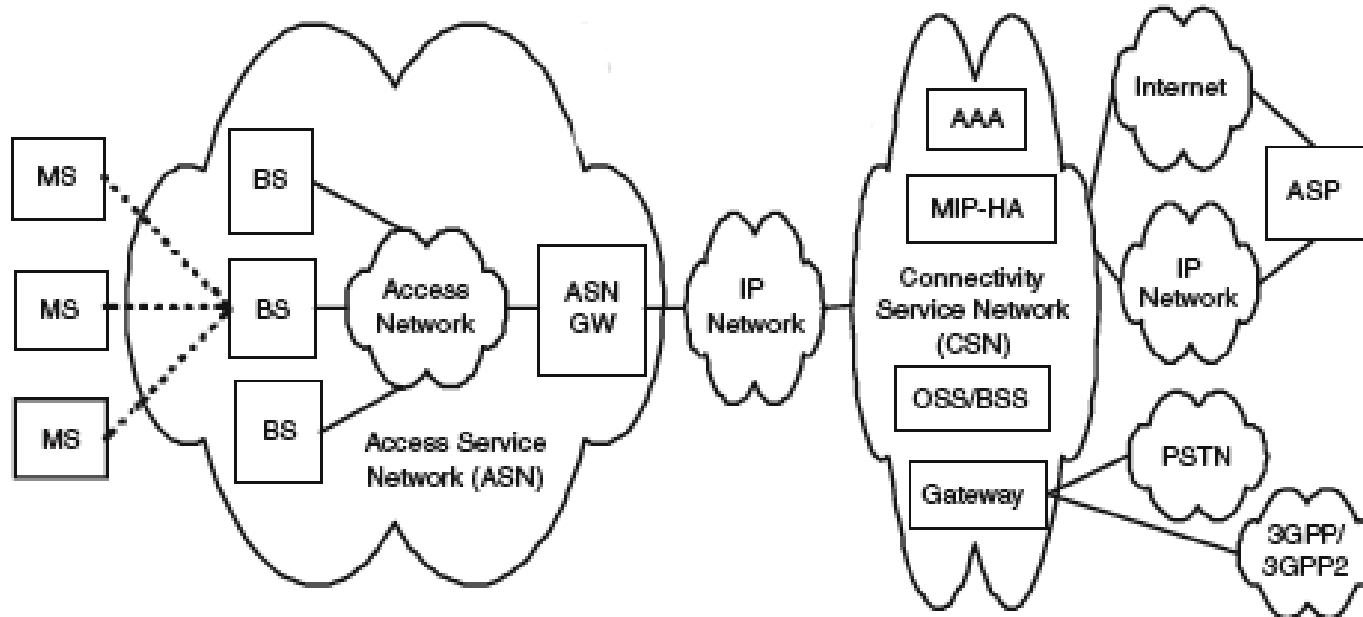 MS
MS
MS
BS
BS
BS
Access
Network
ASN
GW
Access Service
Network (ASN)
IP
Network
AAA
MIP-HA
Connectivity
Service Network
(CSN)
OSS/BSS
Gateway
Internet
ASP
IP
Network
PSTN
3GPP/
3GPP2